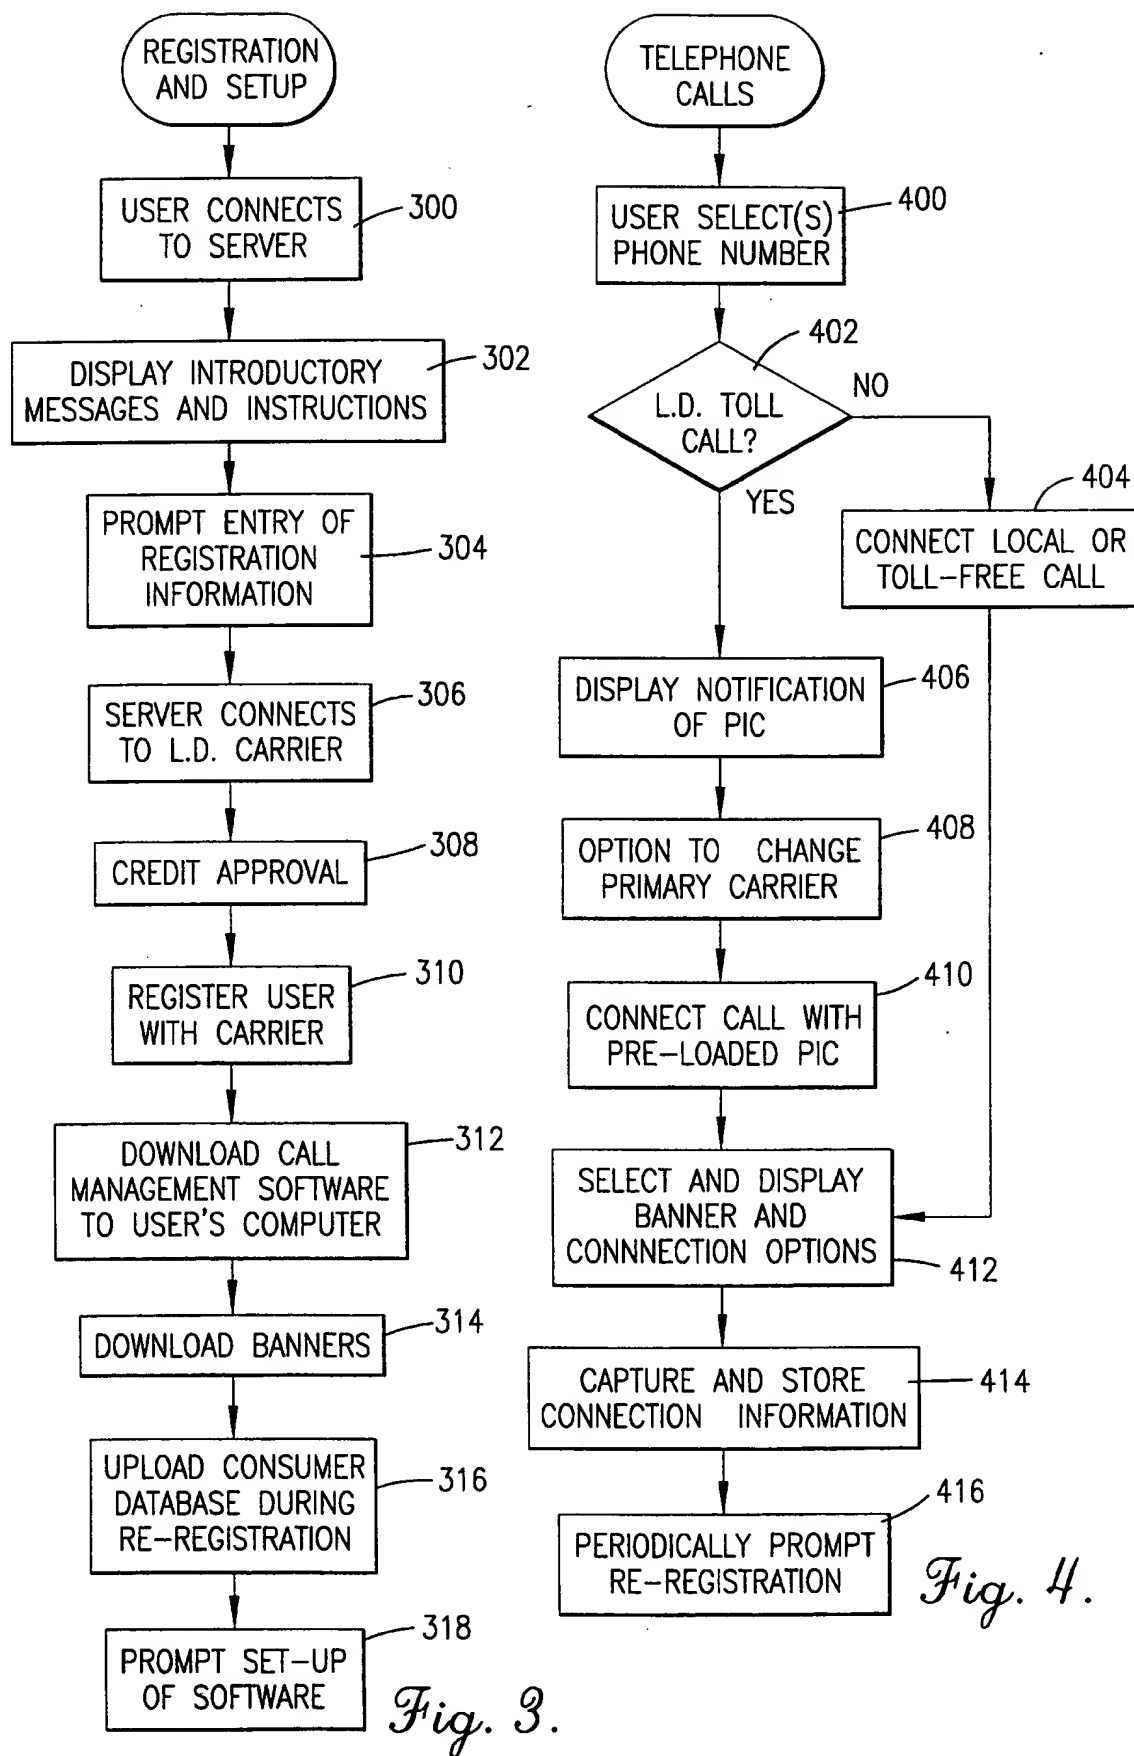 REGISTRATION
AND SETUP
USER CONNECTS
TO SERVER
300
DISPLAY INTRODUCTORY
MESSAGES AND INSTRUCTIONS
302
PROMPT ENTRY OF
REGISTRATION
INFORMATION
304
SERVER CONNECTS
TO L.D. CARRIER
306
CREDIT APPROVAL
308
REGISTER USER
WITH CARRIER
310
DOWNLOAD CALL
MANAGEMENT SOFTWARE
TO USER'S COMPUTER
312
DOWNLOAD BANNERS
314
UPLOAD CONSUMER
DATABASE DURING
RE-REGISTRATION
316
PROMPT SET-UP
OF SOFTWARE
318
Fig. 3.
TELEPHONE
CALLS
USER SELECT(S)
PHONE NUMBER
400
L.D. TOLL
CALL?
402
NO
YES
CONNECT LOCAL OR
TOLL-FREE CALL
404
DISPLAY NOTIFICATION
OF PIC
406
OPTION TO CHANGE
PRIMARY CARRIER
408
CONNECT CALL WITH
PRE-LOADED PIC
410
SELECT AND DISPLAY
BANNER AND
CONNNECTION OPTIONS
412
CAPTURE AND STORE
CONNECTION INFORMATION
414
PERIODICALLY PROMPT
RE-REGISTRATION
416
Fig. 4.